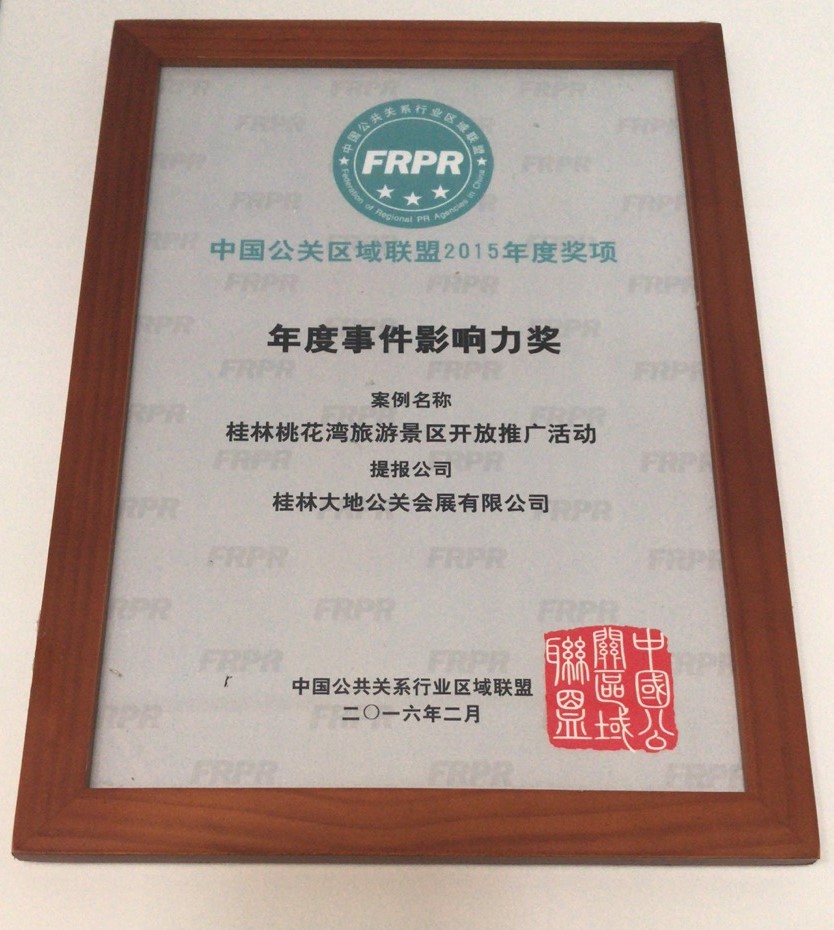 中国公共关系行业区域联盟
FRPR
Federation of Regional PR Agencies in China
中国公关区域联盟2015年度奖项
年度事件影响力奖
案例名称
桂林桃花湾旅游景区开放推广活动
提报公司
桂林大地公关会展有限公司
中国公共关系行业区域联盟
二〇一六年二月
中國公
關區域
聯盟